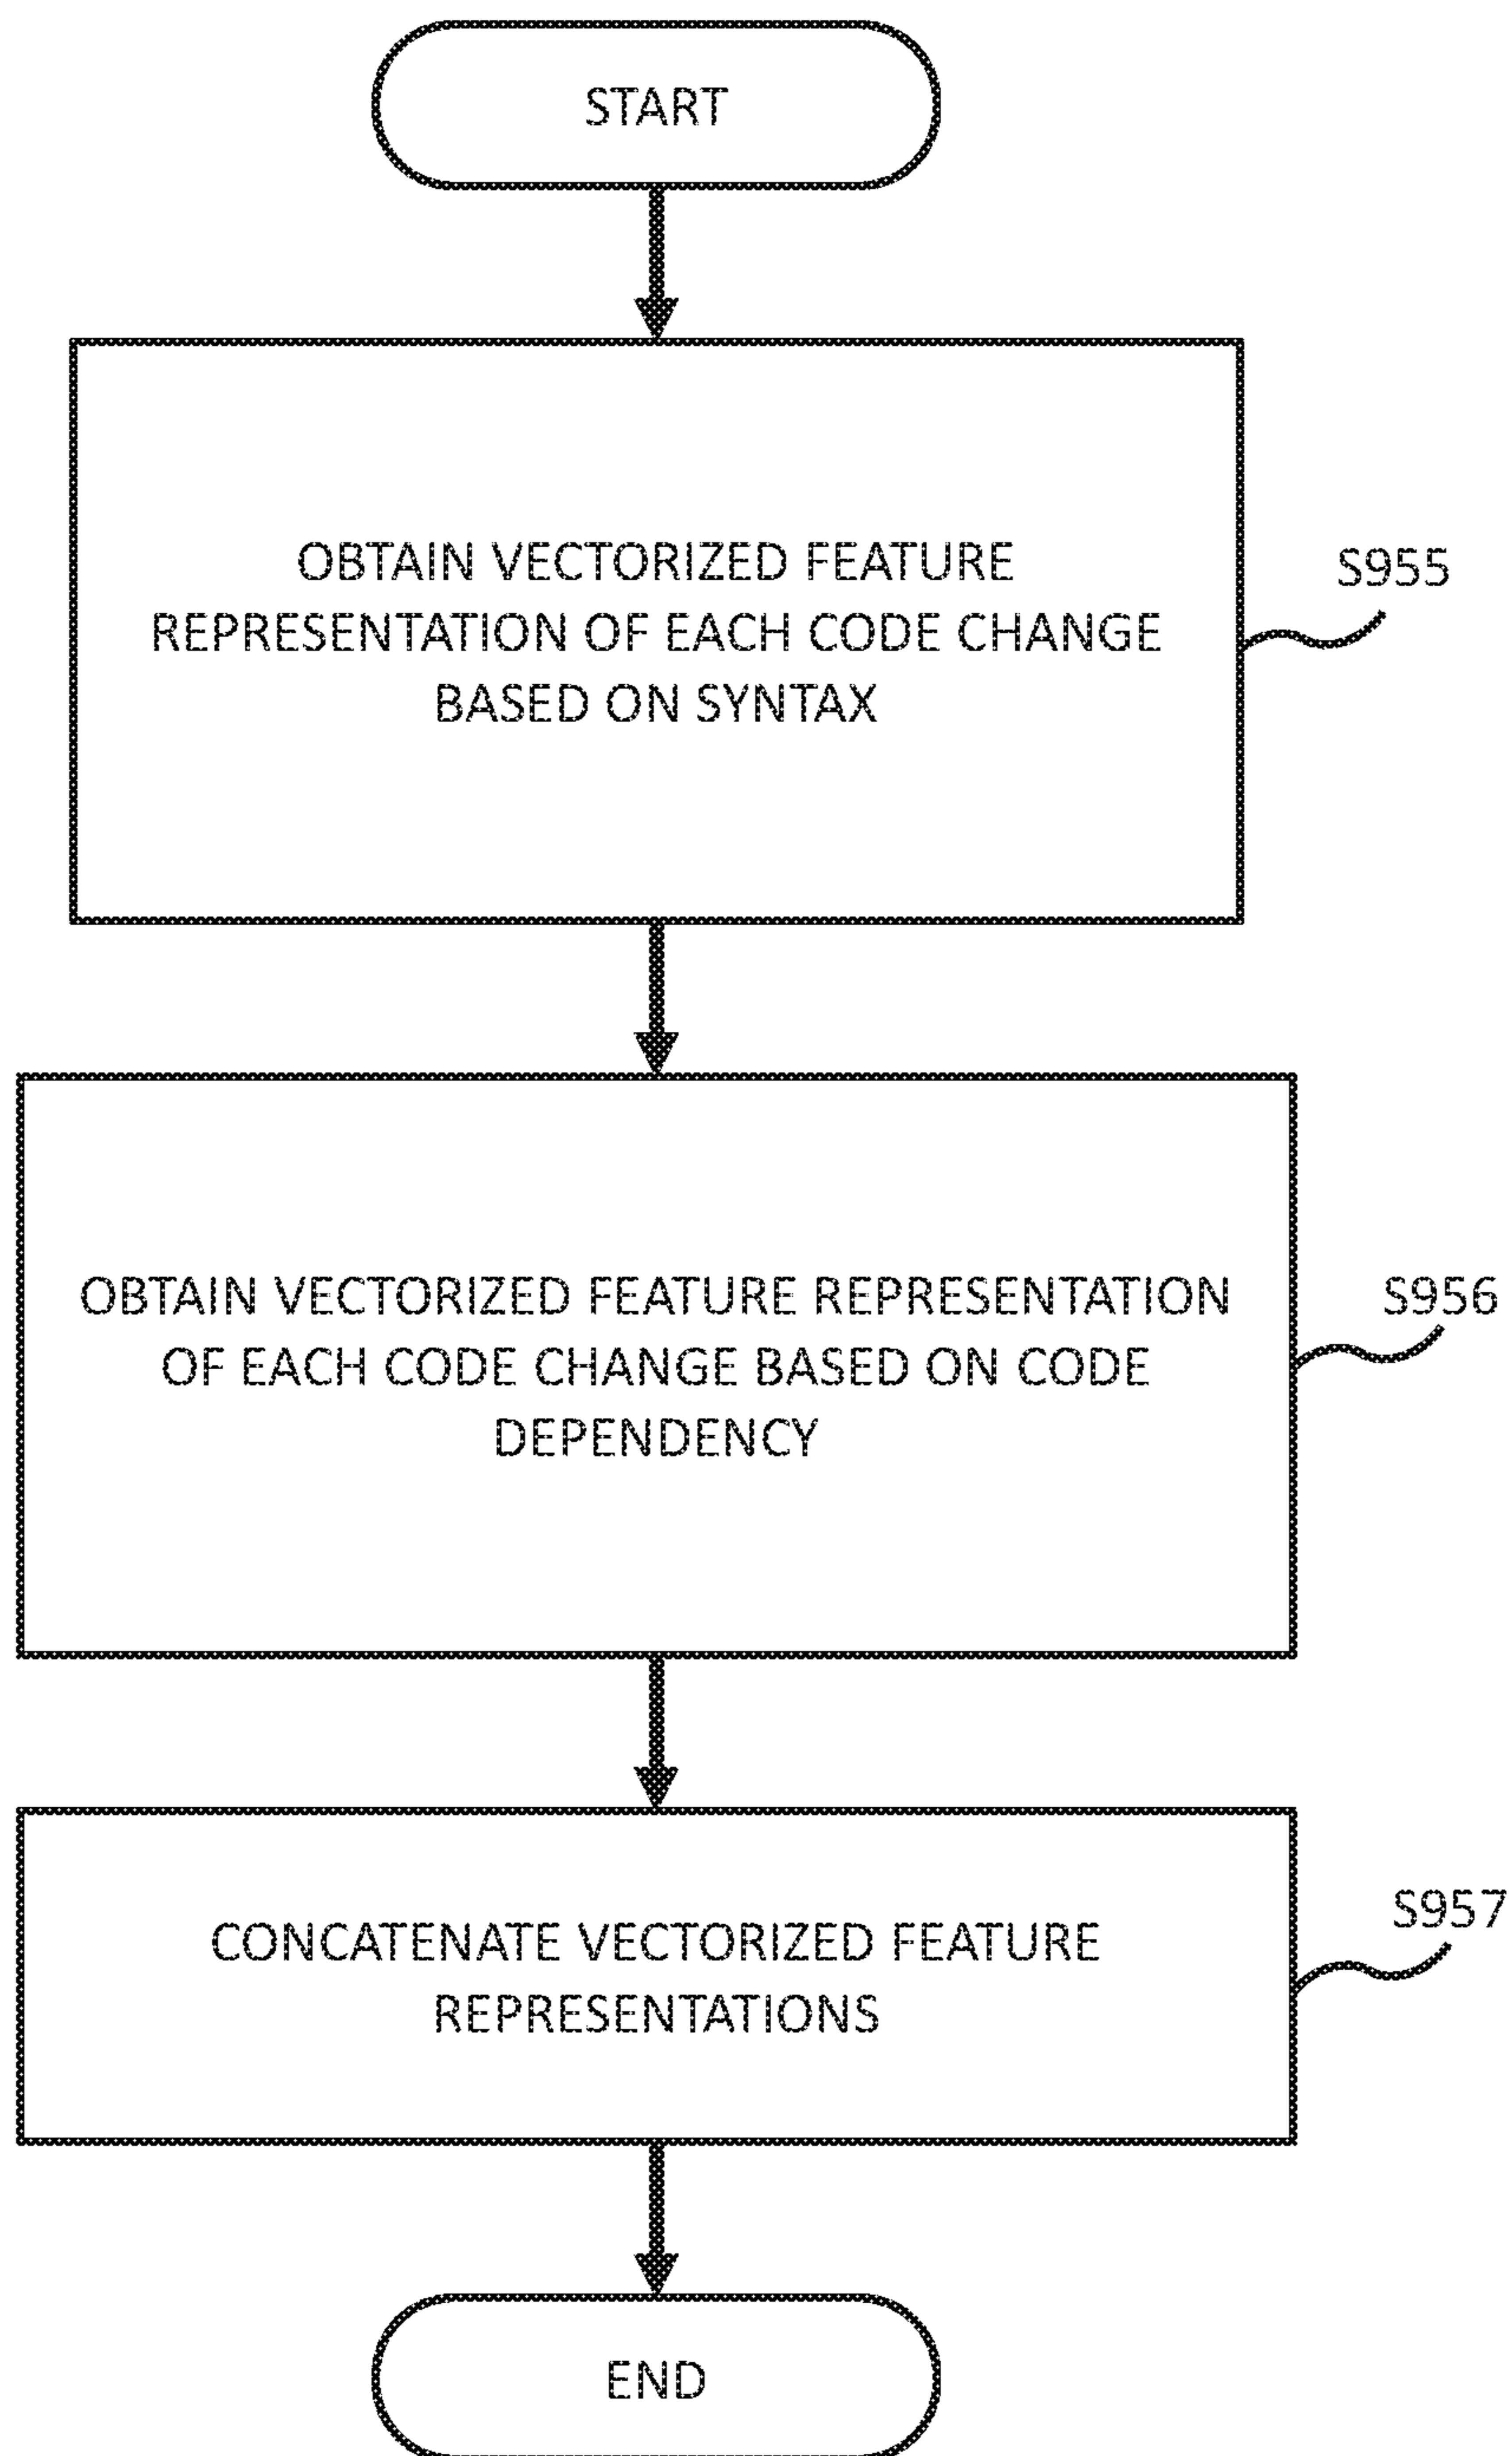 START
OBTAIN VECTORIZED FEATURE
REPRESENTATION OF EACH CODE CHANGE
BASED ON SYNTAX
S955
OBTAIN VECTORIZED FEATURE REPRESENTATION
OF EACH CODE CHANGE BASED ON CODE
DEPENDENCY
S956
CONCATENATE VECTORIZED FEATURE
REPRESENTATIONS
S957
END